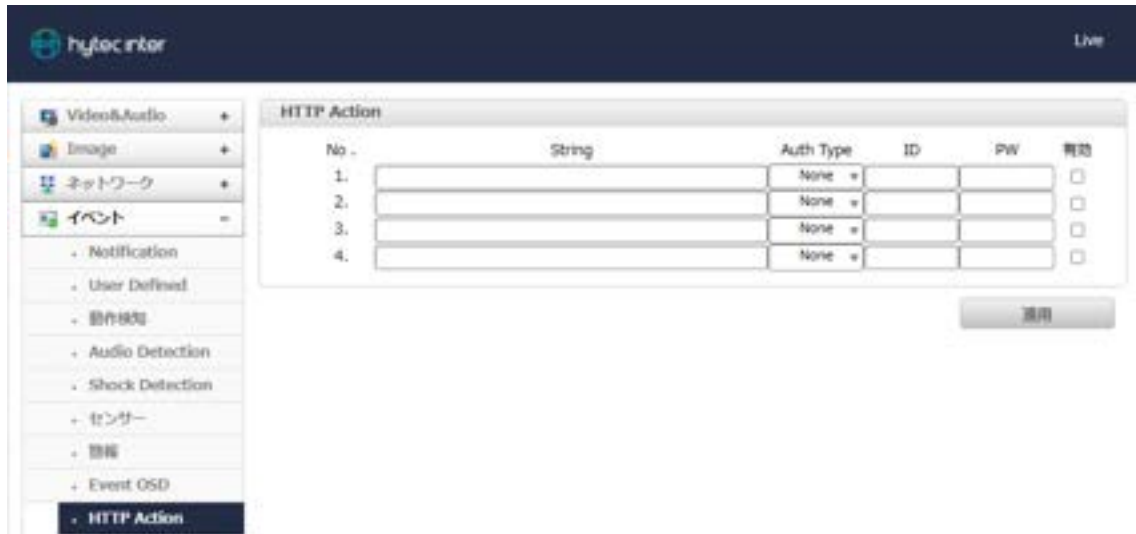 hytec inter
Live
Video&Audio +
Image +
ネットワーク +
イベント -
Notification
User Defined
動作検知
Audio Detection
Shock Detection
センサー
警報
Event OSD
HTTP Action
HTTP Action
No . String Auth Type ID PW 有効
1. None
2. None
3. None
4. None
適用